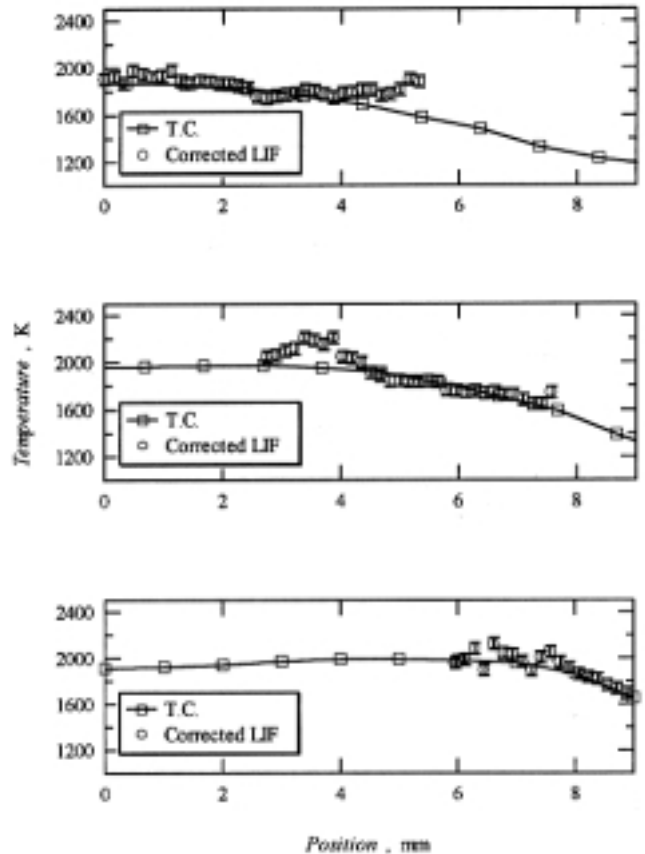 2400
2000
1600
1200
T.C.
Corrected LIF
0 2 4 6 8
Temperature , K
2400
2000
1600
1200
T.C.
Corrected LIF
0 2 4 6 8
2400
2000
1600
1200
T.C.
Corrected LIF
0 2 4 6 8
Position , mm